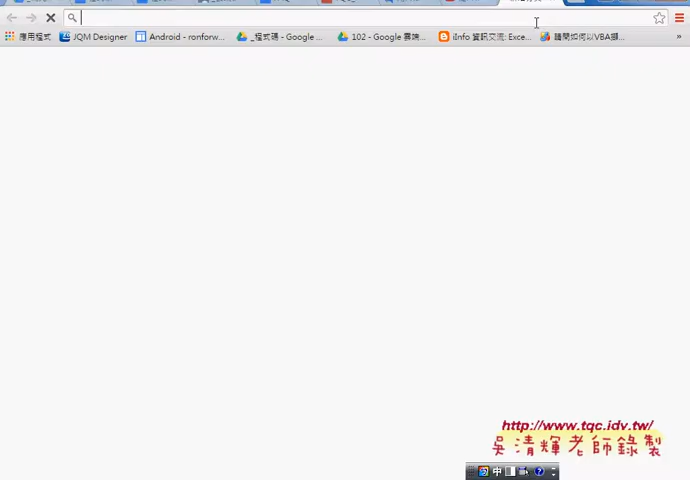 應用程式 JQM Designer Android - ronforw... _程式碼 - Google ... 102 - Google 雲端... iInfo 資訊交流: Exce... 請問如何以VBA擷... »
http://www.tqc.idv.tw/
吳清輝老師錄製
中